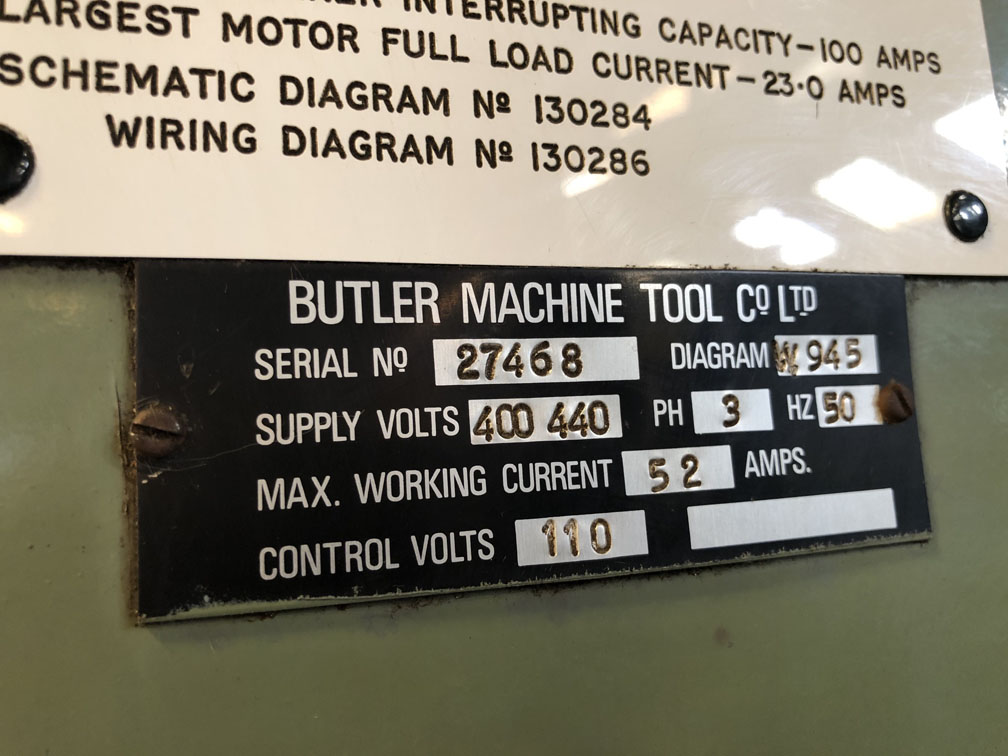 INTERRUPTING CAPACITY-100 AMPS
LARGEST MOTOR FULL LOAD CURRENT-23·0 AMPS
SCHEMATIC DIAGRAM Nº 130284
WIRING DIAGRAM Nº 130286
BUTLER MACHINE TOOL Cº LTD
SERIAL Nº 27468 DIAGRAM W 945
SUPPLY VOLTS 400 440 PH 3 HZ 50
MAX. WORKING CURRENT 52 AMPS.
CONTROL VOLTS 110